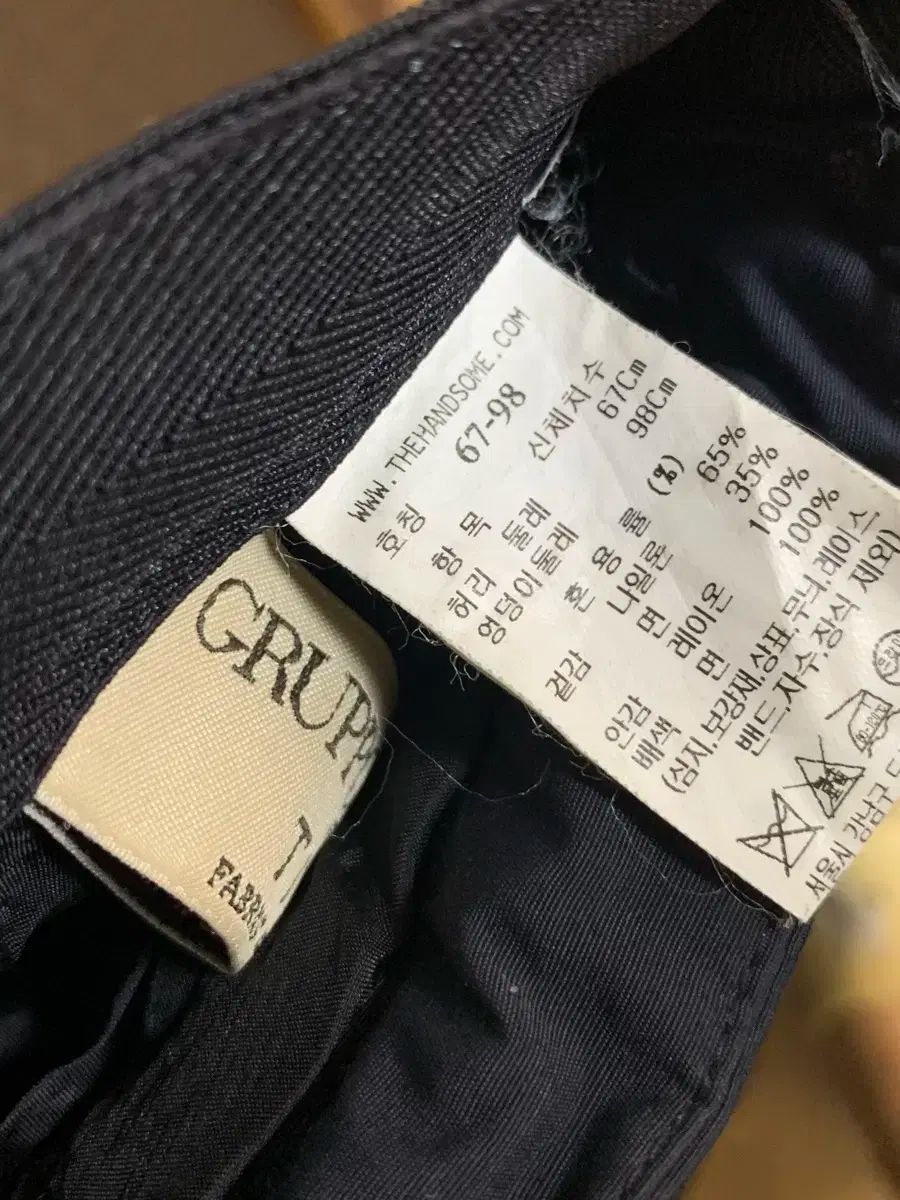 WWW.THEHANDSOME.COM
호칭 67-98
항 목 신체치수
허리 둘레 67Cm
엉덩이둘레 98Cm
혼 용 률 (%)
겉감 나일론 65%
면 35%
안감 레이온 100%
배색 면 100%
(심지.보강재.상표.무늬.레이스
밴드.자수.장식 제외)
서울시 강남구
GRUPP
T
FABRICS